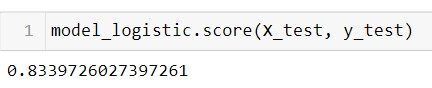 1 model_logistic.score(X_test, y_test)
0.8339726027397261